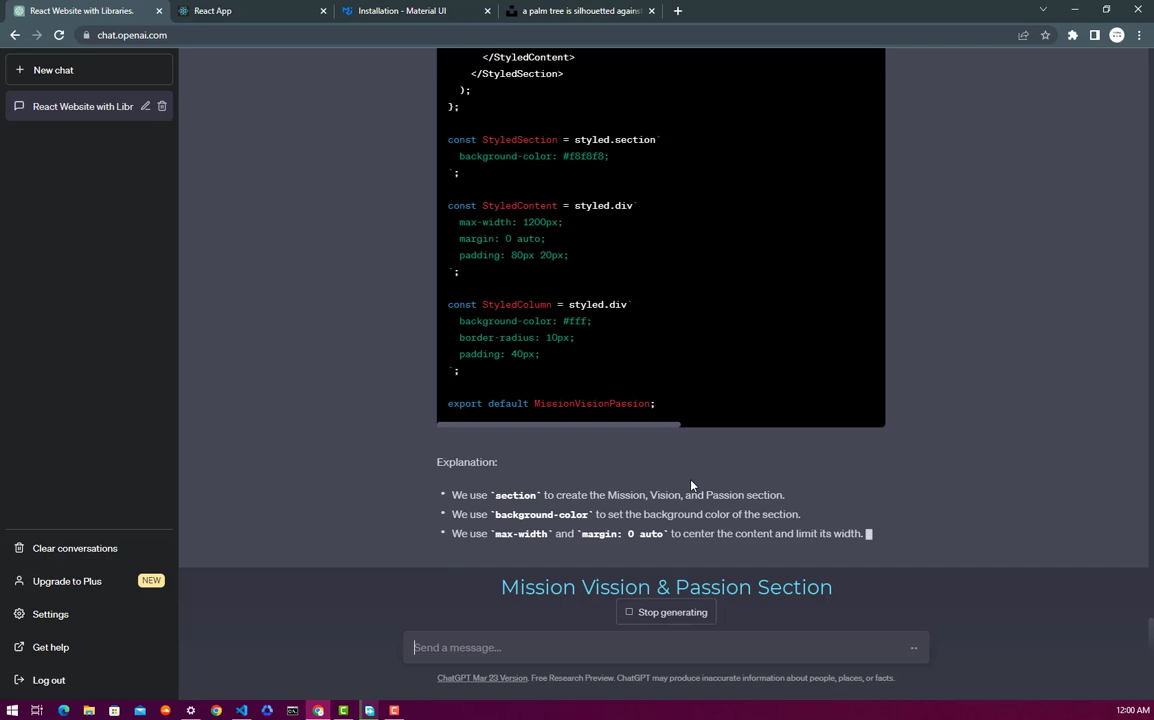 React Website with Libraries.
React App
Installation - Material UI
a palm tree is silhouetted against
chat.openai.com
New chat
React Website with Libr
</StyledContent>
</StyledSection>
);
};
const StyledSection = styled.section`
background-color: #f8f8f8;
`;
const StyledContent = styled.div`
max-width: 1200px;
margin: 0 auto;
padding: 80px 20px;
`;
const StyledColumn = styled.div`
background-color: #fff;
border-radius: 10px;
padding: 40px;
`;
export default MissionVisionPassion;
Explanation:
• We use `section` to create the Mission, Vision, and Passion section.
• We use `background-color` to set the background color of the section.
• We use `max-width` and `margin: 0 auto` to center the content and limit its width.
Clear conversations
Upgrade to Plus NEW
Settings
Get help
Log out
Mission Vission & Passion Section
Stop generating
Send a message...
ChatGPT Mar 23 Version. Free Research Preview. ChatGPT may produce inaccurate information about people, places, or facts.
12:00 AM